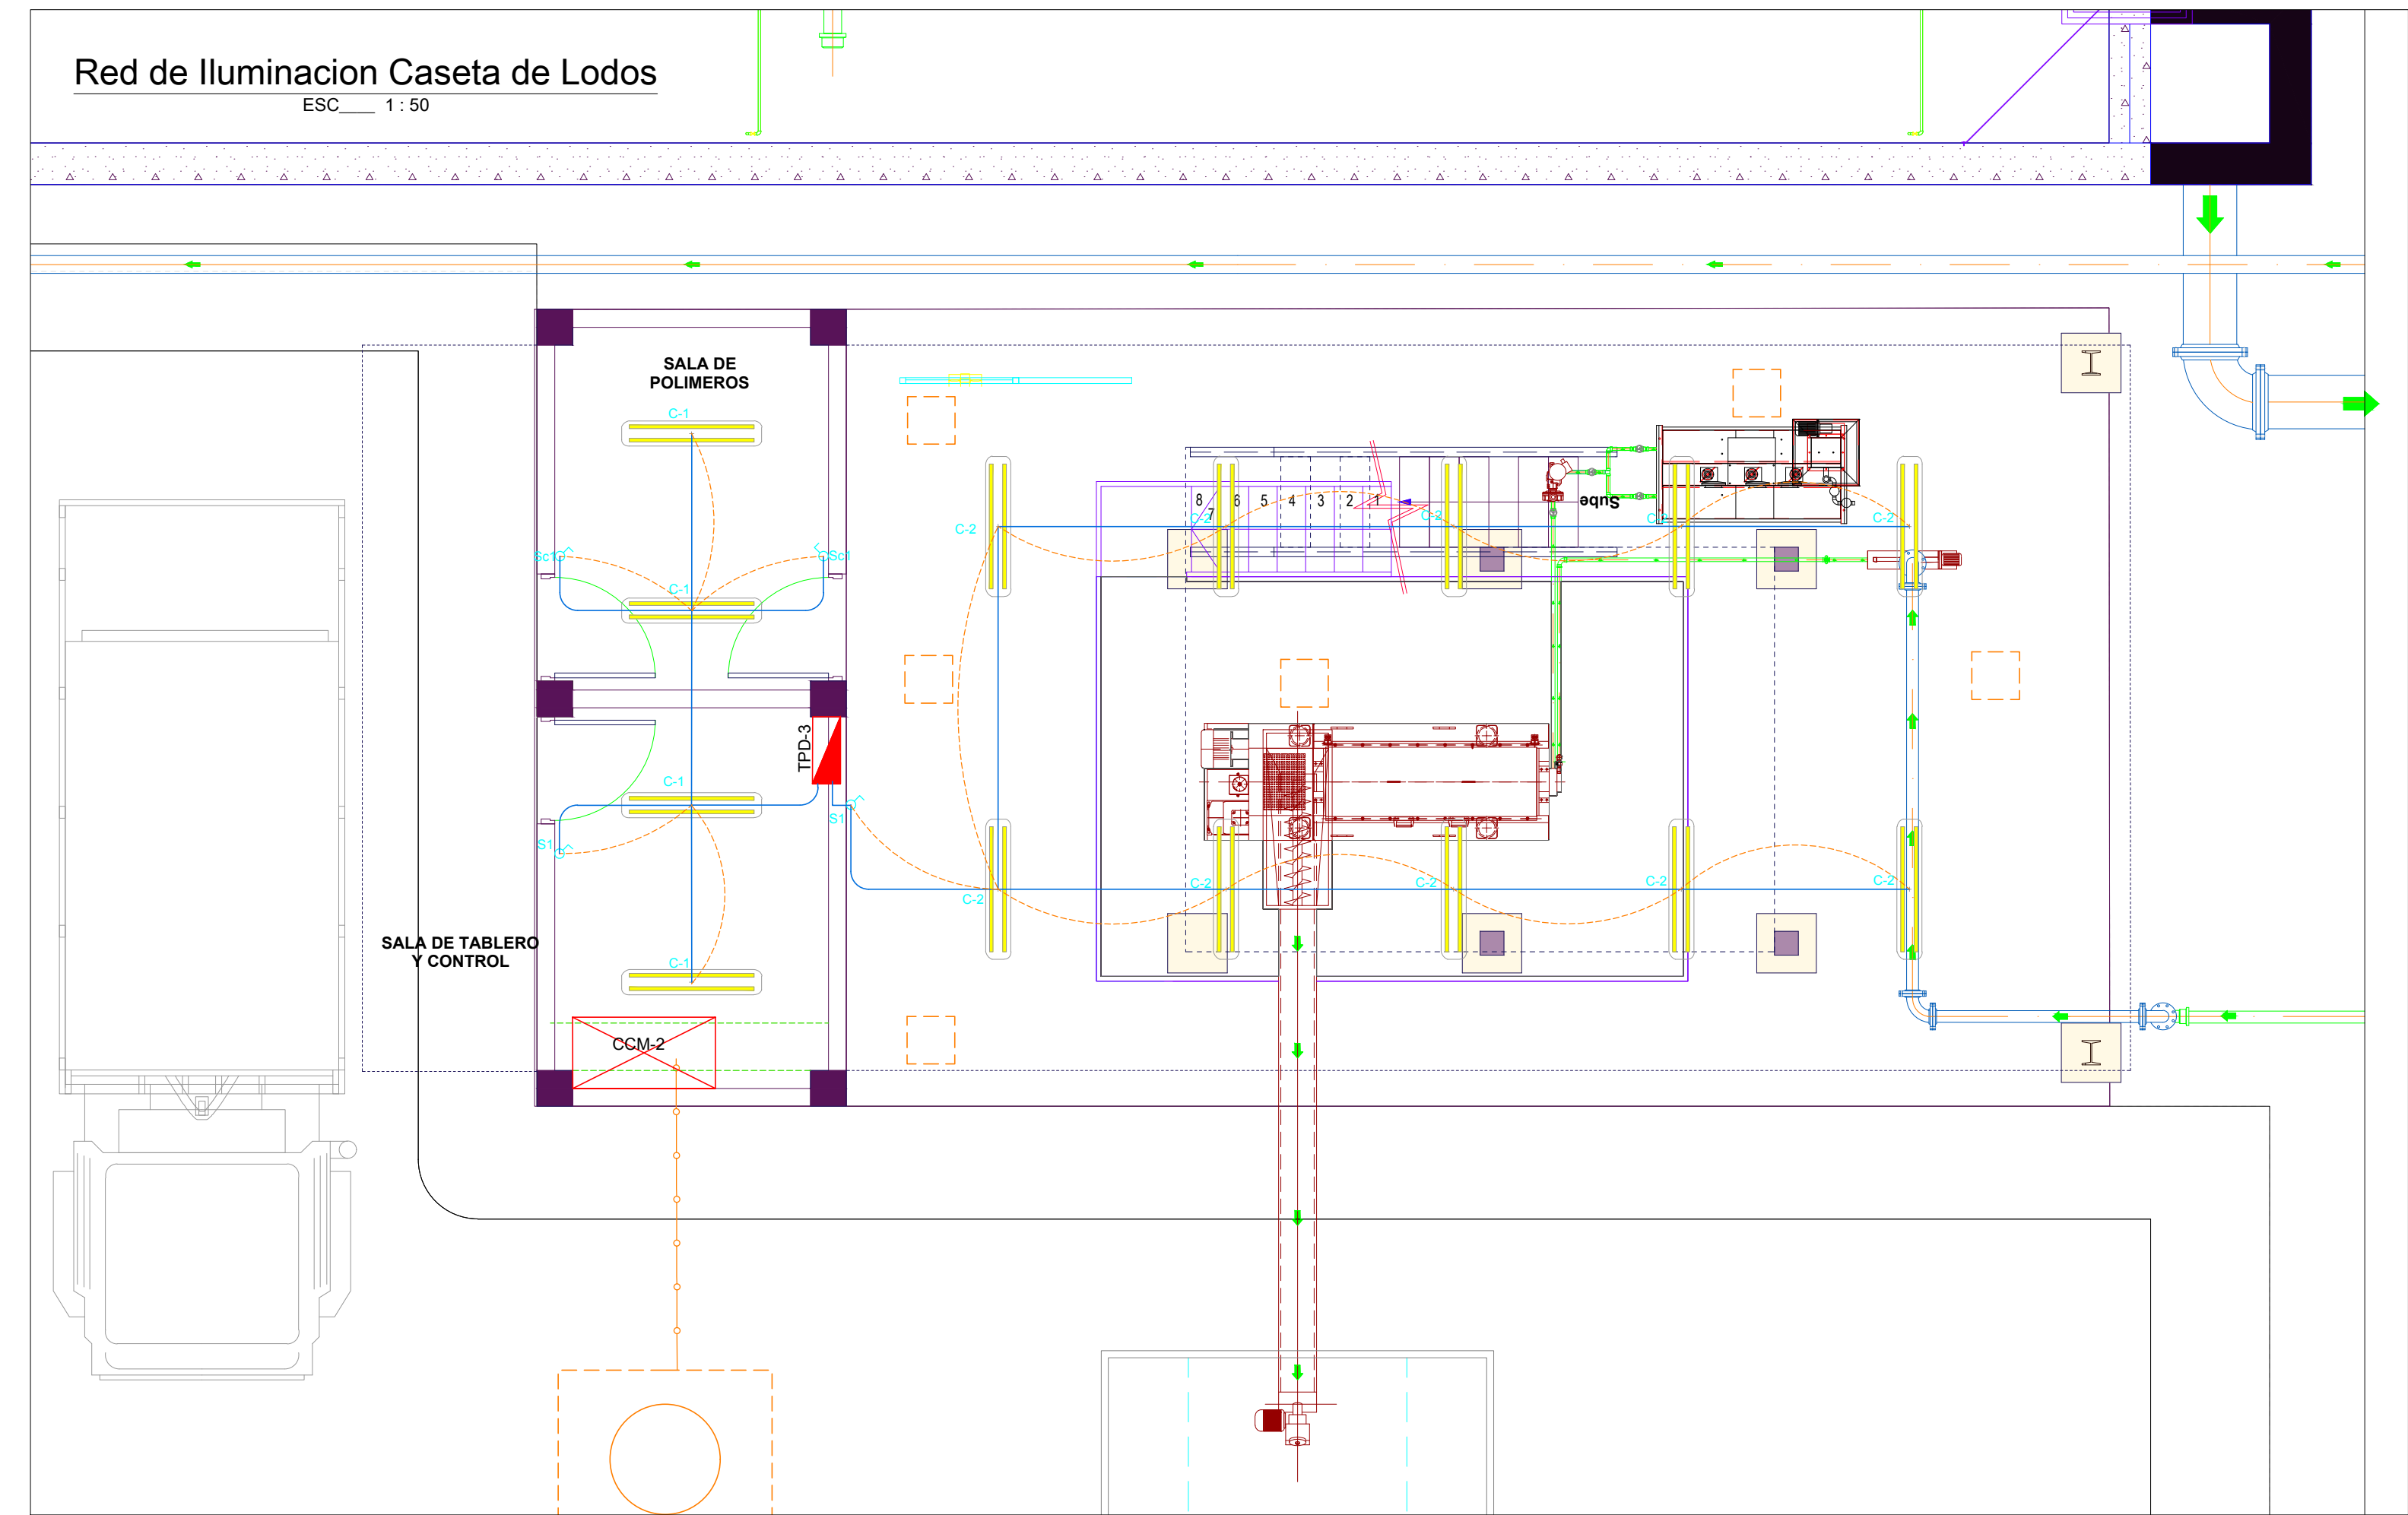 Red de Iluminacion Caseta de Lodos
ESC____ 1 : 50
SALA DE
POLIMEROS
C-1
8 7 6 5 4 3 2 1
Sube
C-2
C-2
C-2
C-2
C-2
Sc1
Sc1
C-1
TPD-3
C-1
S1
S1
C-2
C-2
C-2
C-2
C-2
SALA DE TABLERO
Y CONTROL
C-1
CCM-2